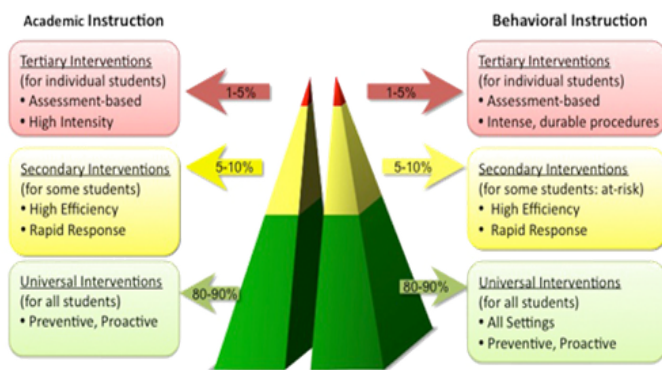 Academic Instruction
Tertiary Interventions
(for individual students)
• Assessment-based
• High Intensity
1-5%
Secondary Interventions
(for some students)
• High Efficiency
• Rapid Response
5-10%
Universal Interventions
(for all students)
• Preventive, Proactive
80-90%
Behavioral Instruction
1-5%
Tertiary Interventions
(for individual students)
• Assessment-based
• Intense, durable procedures
5-10%
Secondary Interventions
(for some students: at-risk)
• High Efficiency
• Rapid Response
80-90%
Universal Interventions
(for all students)
• All Settings
• Preventive, Proactive